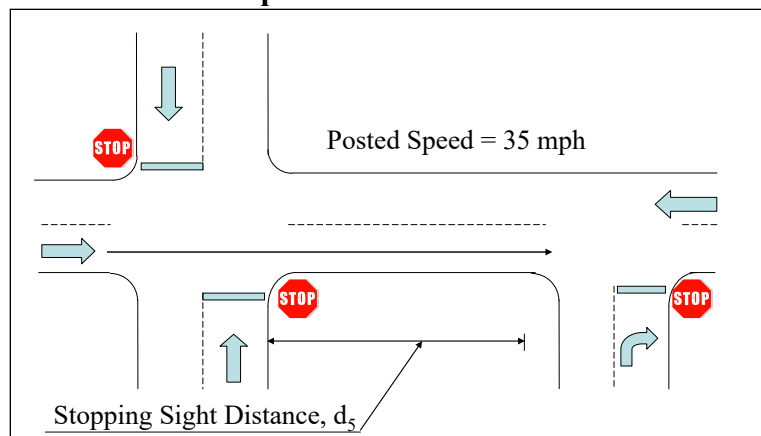 STOP
Posted Speed = 35 mph
STOP
STOP
Stopping Sight Distance, d5